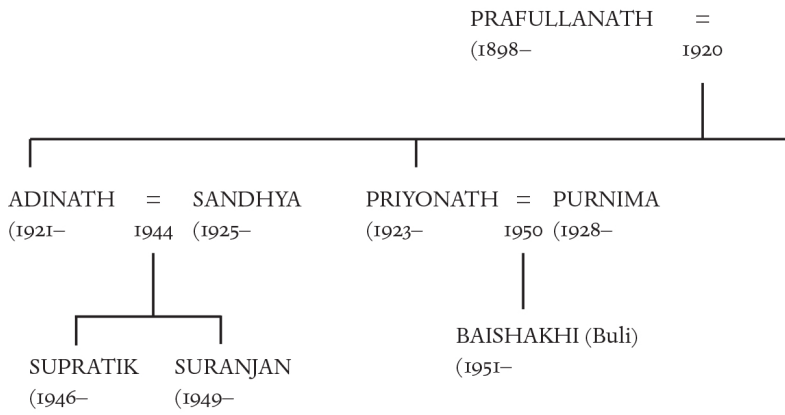 PRAFULLANATH =
(1898– 1920
ADINATH = SANDHYA PRIYONATH = PURNIMA
(1921– 1944 (1925– (1923– 1950 (1928–
BAISHAKHI (Buli)
(1951–
SUPRATIK SURANJAN
(1946– (1949–